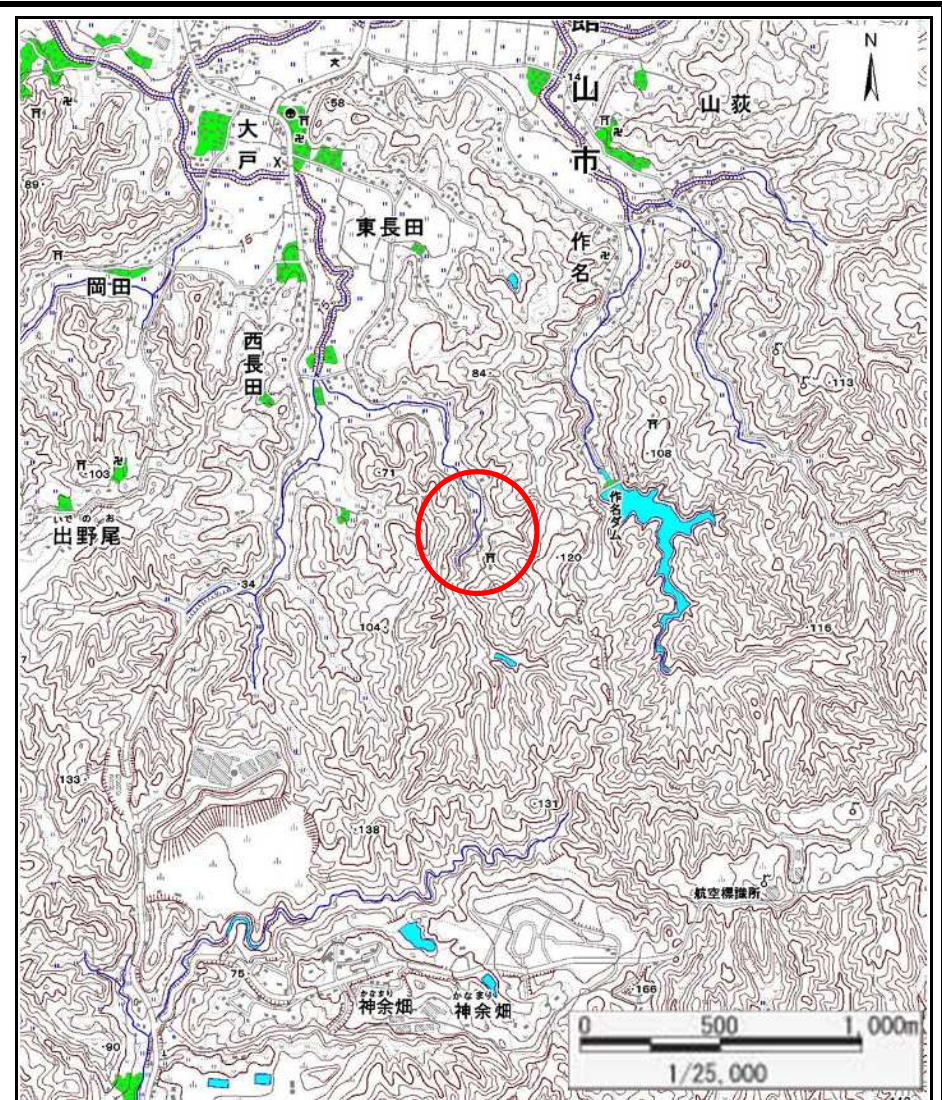 館
山
市
N
山荻
58
14
大戸
89
東長田
作名
50
岡田
15
西長田
84
113
71
103
108
いでのお
出野尾
作名ダム
120
34
104
116
133
131
138
航空標識所
75
166
かなまり
神余畑
かなまり
神余畑
90
0 500 1,000m
1/25,000